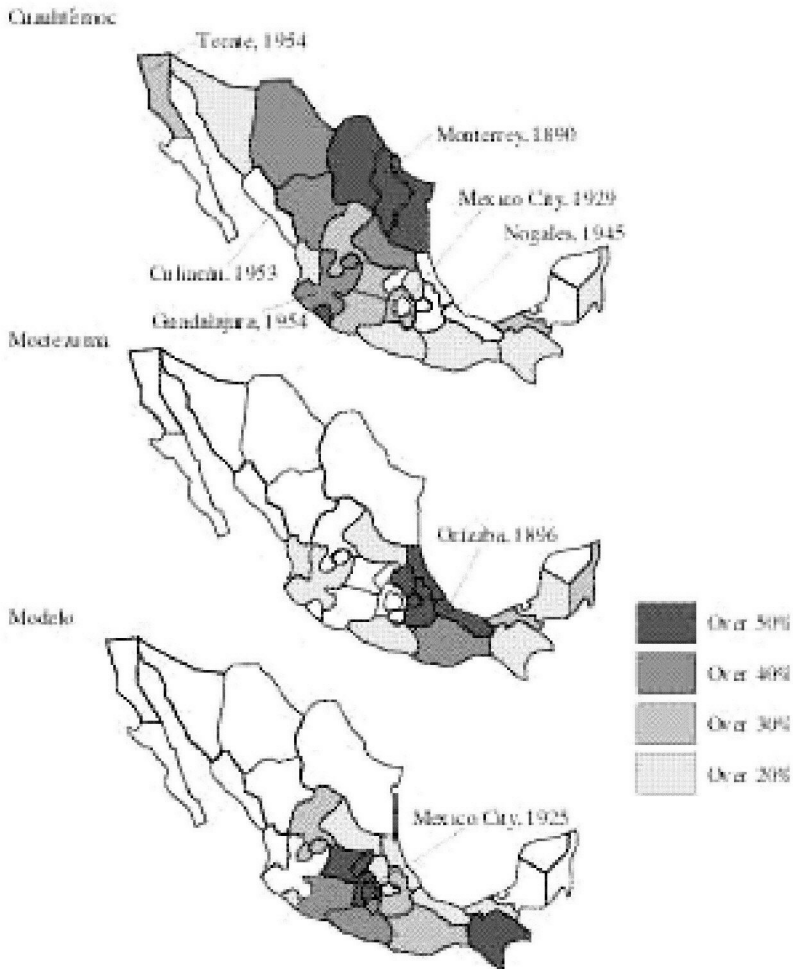 Cuauhtémoc
Tecate, 1954
Monterrey, 1890
Mexico City, 1929
Nogales, 1945
Culiacán, 1953
Guadalajara, 1954
Moctezuma
Orizaba, 1896
Modelo
Over 50%
Over 40%
Over 30%
Over 20%
Mexico City, 1925